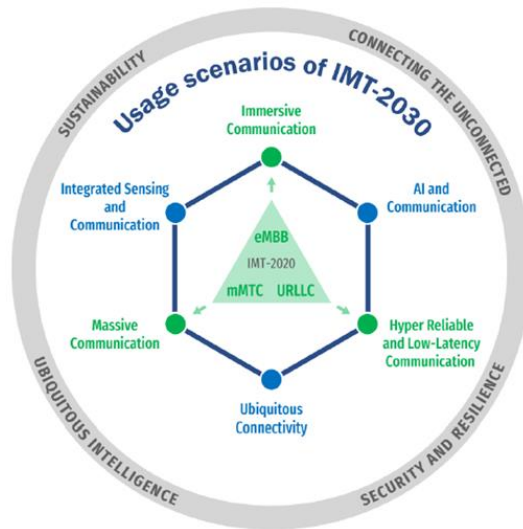 SUSTAINABILITY
CONNECTING THE UNCONNECTED
Usage scenarios of IMT-2030
Immersive
Communication
Integrated Sensing
and
Communication
AI and
Communication
eMBB
IMT-2020
mMTC URLLC
Massive
Communication
Hyper Reliable
and Low-Latency
Communication
Ubiquitous
Connectivity
UBIQUITOUS INTELLIGENCE
SECURITY AND RESILIENCE